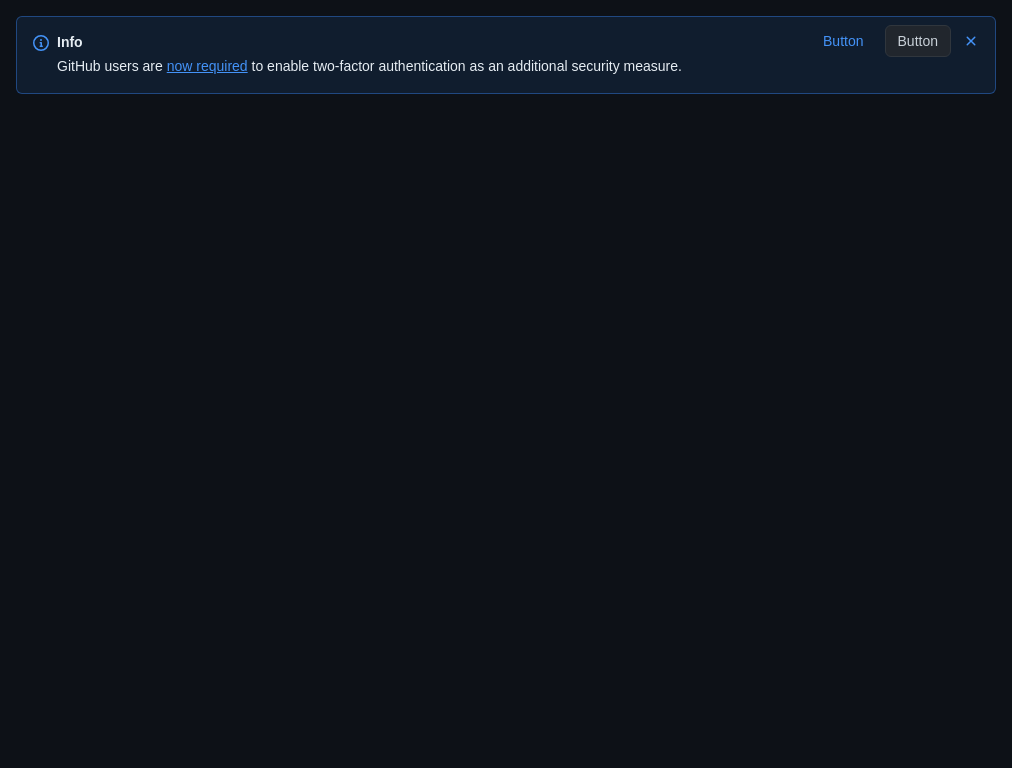 Info
Button
Button
GitHub users are now required to enable two-factor authentication as an additional security measure.